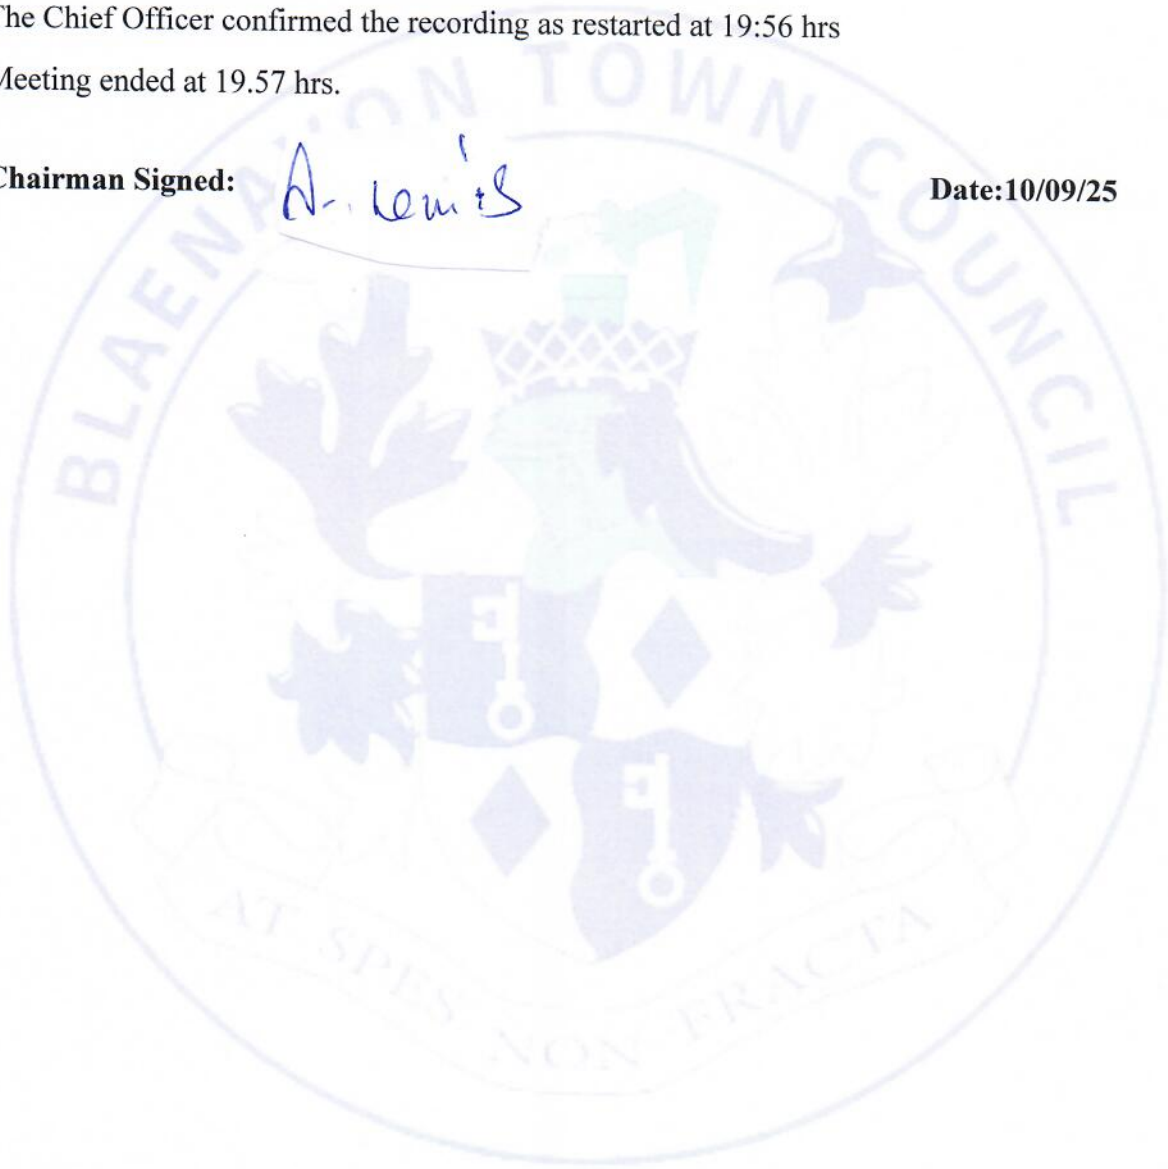 The Chief Officer confirmed the recording as restarted at 19:56 hrs
Meeting ended at 19.57 hrs.
Chairman Signed: A. Lewis
Date:10/09/25
BLAENAVON TOWN COUNCIL
AT SPES NON FRACTA